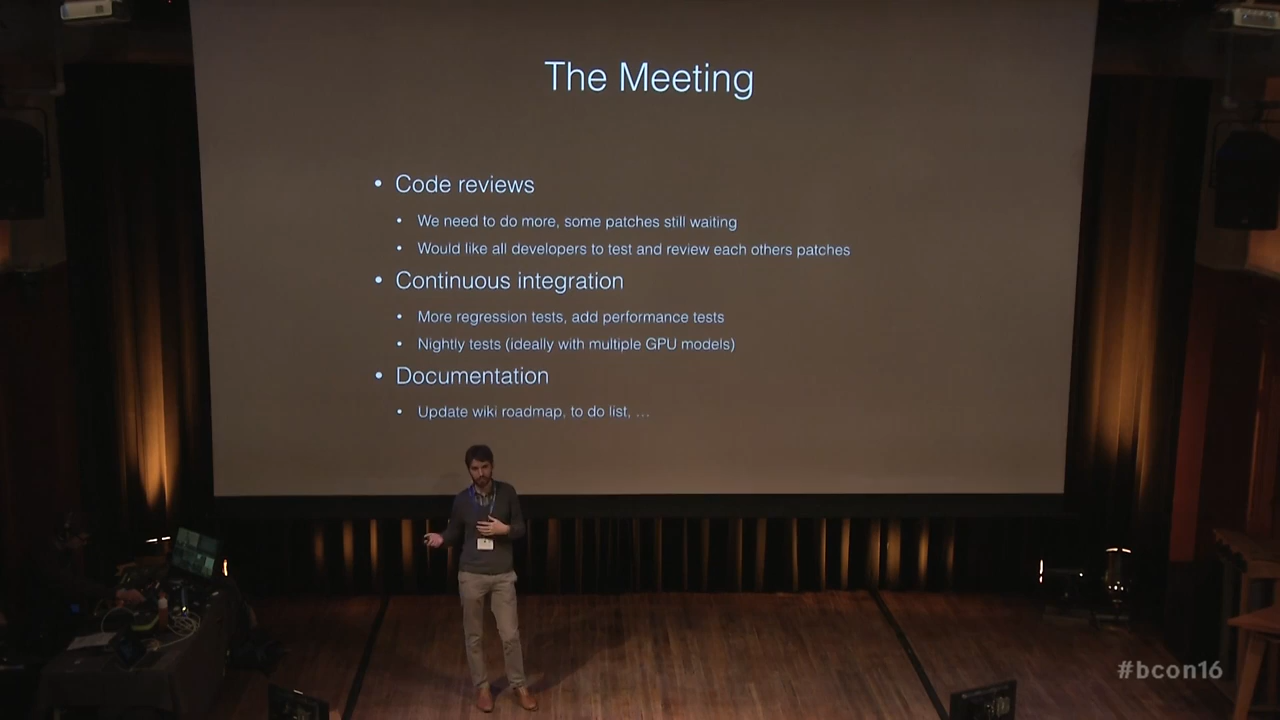 The Meeting
• Code reviews
• We need to do more, some patches still waiting
• Would like all developers to test and review each others patches
• Continuous integration
• More regression tests, add performance tests
• Nightly tests (ideally with multiple GPU models)
• Documentation
• Update wiki roadmap, to do list, …
#bcon16